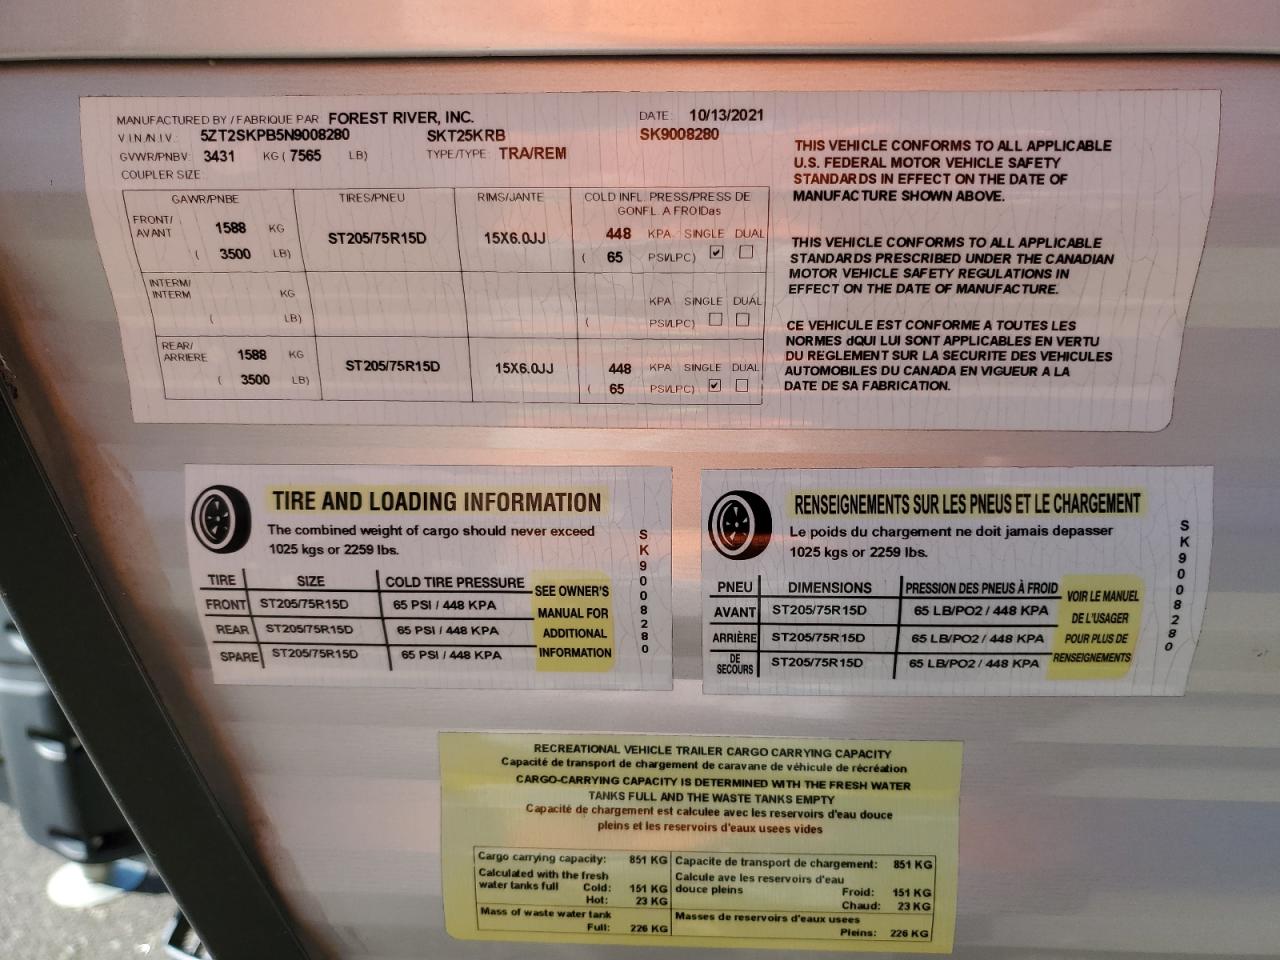 MANUFACTURED BY / FABRIQUE PAR FOREST RIVER, INC. DATE: 10/13/2021
V I N /N.I V.: 5ZT2SKPB5N9008280 SKT25KRB SK9008280
GVWR/PNBV: 3431 KG ( 7565 LB) TYPE/TYPE TRA/REM
COUPLER SIZE:
GAWR/PNBE TIRES/PNEU RIMS/JANTE COLD INFL. PRESS/PRESS DE
GONFL. A FROIDas
FRONT/
AVANT 1588 KG ST205/75R15D 15X6.0JJ 448 KPA SINGLE DUAL
( 3500 LB) ( 65 PSI/LPC) ✔
INTERM/
INTERM KG KPA SINGLE DUAL
( LB) ( PSI/LPC)
REAR/
ARRIERE 1588 KG ST205/75R15D 15X6.0JJ 448 KPA SINGLE DUAL
( 3500 LB) ( 65 PSI/LPC) ✔
THIS VEHICLE CONFORMS TO ALL APPLICABLE
U.S. FEDERAL MOTOR VEHICLE SAFETY
STANDARDS IN EFFECT ON THE DATE OF
MANUFACTURE SHOWN ABOVE.
THIS VEHICLE CONFORMS TO ALL APPLICABLE
STANDARDS PRESCRIBED UNDER THE CANADIAN
MOTOR VEHICLE SAFETY REGULATIONS IN
EFFECT ON THE DATE OF MANUFACTURE.
CE VEHICULE EST CONFORME A TOUTES LES
NORMES dQUI LUI SONT APPLICABLES EN VERTU
DU REGLEMENT SUR LA SECURITE DES VEHICULES
AUTOMOBILES DU CANADA EN VIGUEUR A LA
DATE DE SA FABRICATION.
TIRE AND LOADING INFORMATION
The combined weight of cargo should never exceed
1025 kgs or 2259 lbs.
TIRE SIZE COLD TIRE PRESSURE
FRONT ST205/75R15D 65 PSI / 448 KPA
REAR ST205/75R15D 65 PSI / 448 KPA
SPARE ST205/75R15D 65 PSI / 448 KPA
SEE OWNER'S
MANUAL FOR
ADDITIONAL
INFORMATION
SK9008280
RENSEIGNEMENTS SUR LES PNEUS ET LE CHARGEMENT
Le poids du chargement ne doit jamais depasser
1025 kgs or 2259 lbs.
PNEU DIMENSIONS PRESSION DES PNEUS À FROID
AVANT ST205/75R15D 65 LB/PO2 / 448 KPA
ARRIÈRE ST205/75R15D 65 LB/PO2 / 448 KPA
DE
SECOURS ST205/75R15D 65 LB/PO2 / 448 KPA
VOIR LE MANUEL
DE L'USAGER
POUR PLUS DE
RENSEIGNEMENTS
SK9008280
RECREATIONAL VEHICLE TRAILER CARGO CARRYING CAPACITY
Capacité de transport de chargement de caravane de véhicule de récréation
CARGO-CARRYING CAPACITY IS DETERMINED WITH THE FRESH WATER
TANKS FULL AND THE WASTE TANKS EMPTY
Capacité de chargement est calculee avec les reservoirs d'eau douce
pleins et les reservoirs d'eaux usees vides
Cargo carrying capacity: 851 KG
Calculated with the fresh
water tanks full Cold: 151 KG
Hot: 23 KG
Mass of waste water tank
Full: 226 KG
Capacite de transport de chargement: 851 KG
Calcule ave les reservoirs d'eau
douce pleins Froid: 151 KG
Chaud: 23 KG
Masses de reservoirs d'eaux usees
Pleins: 226 KG